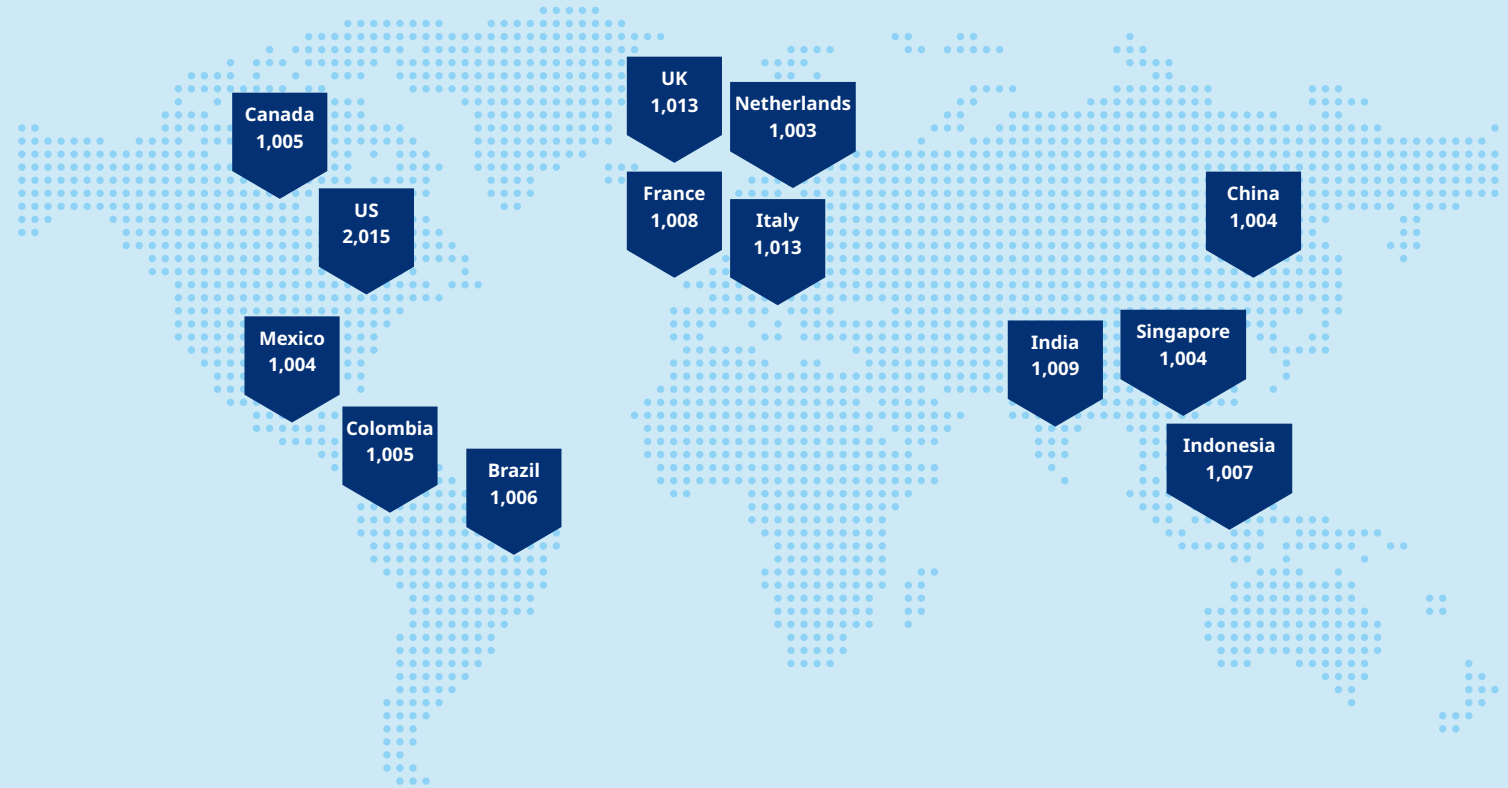 UK
1,013
Netherlands
1,003
Canada
1,005
US
2,015
France
1,008
Italy
1,013
China
1,004
Mexico
1,004
India
1,009
Singapore
1,004
Colombia
1,005
Brazil
1,006
Indonesia
1,007